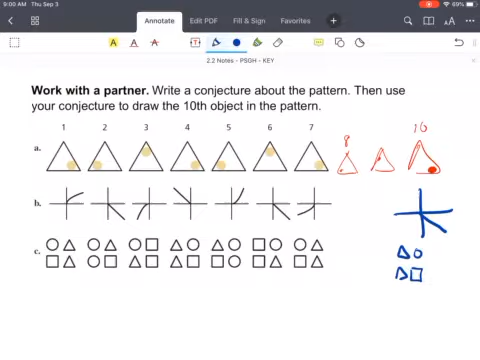 9:00 AM Thu Sep 3
69%
Annotate Edit PDF Fill & Sign Favorites
2.2 Notes - PSGH - KEY
Work with a partner. Write a conjecture about the pattern. Then use
your conjecture to draw the 10th object in the pattern.
1 2 3 4 5 6 7
8 10
a.
b.
c.